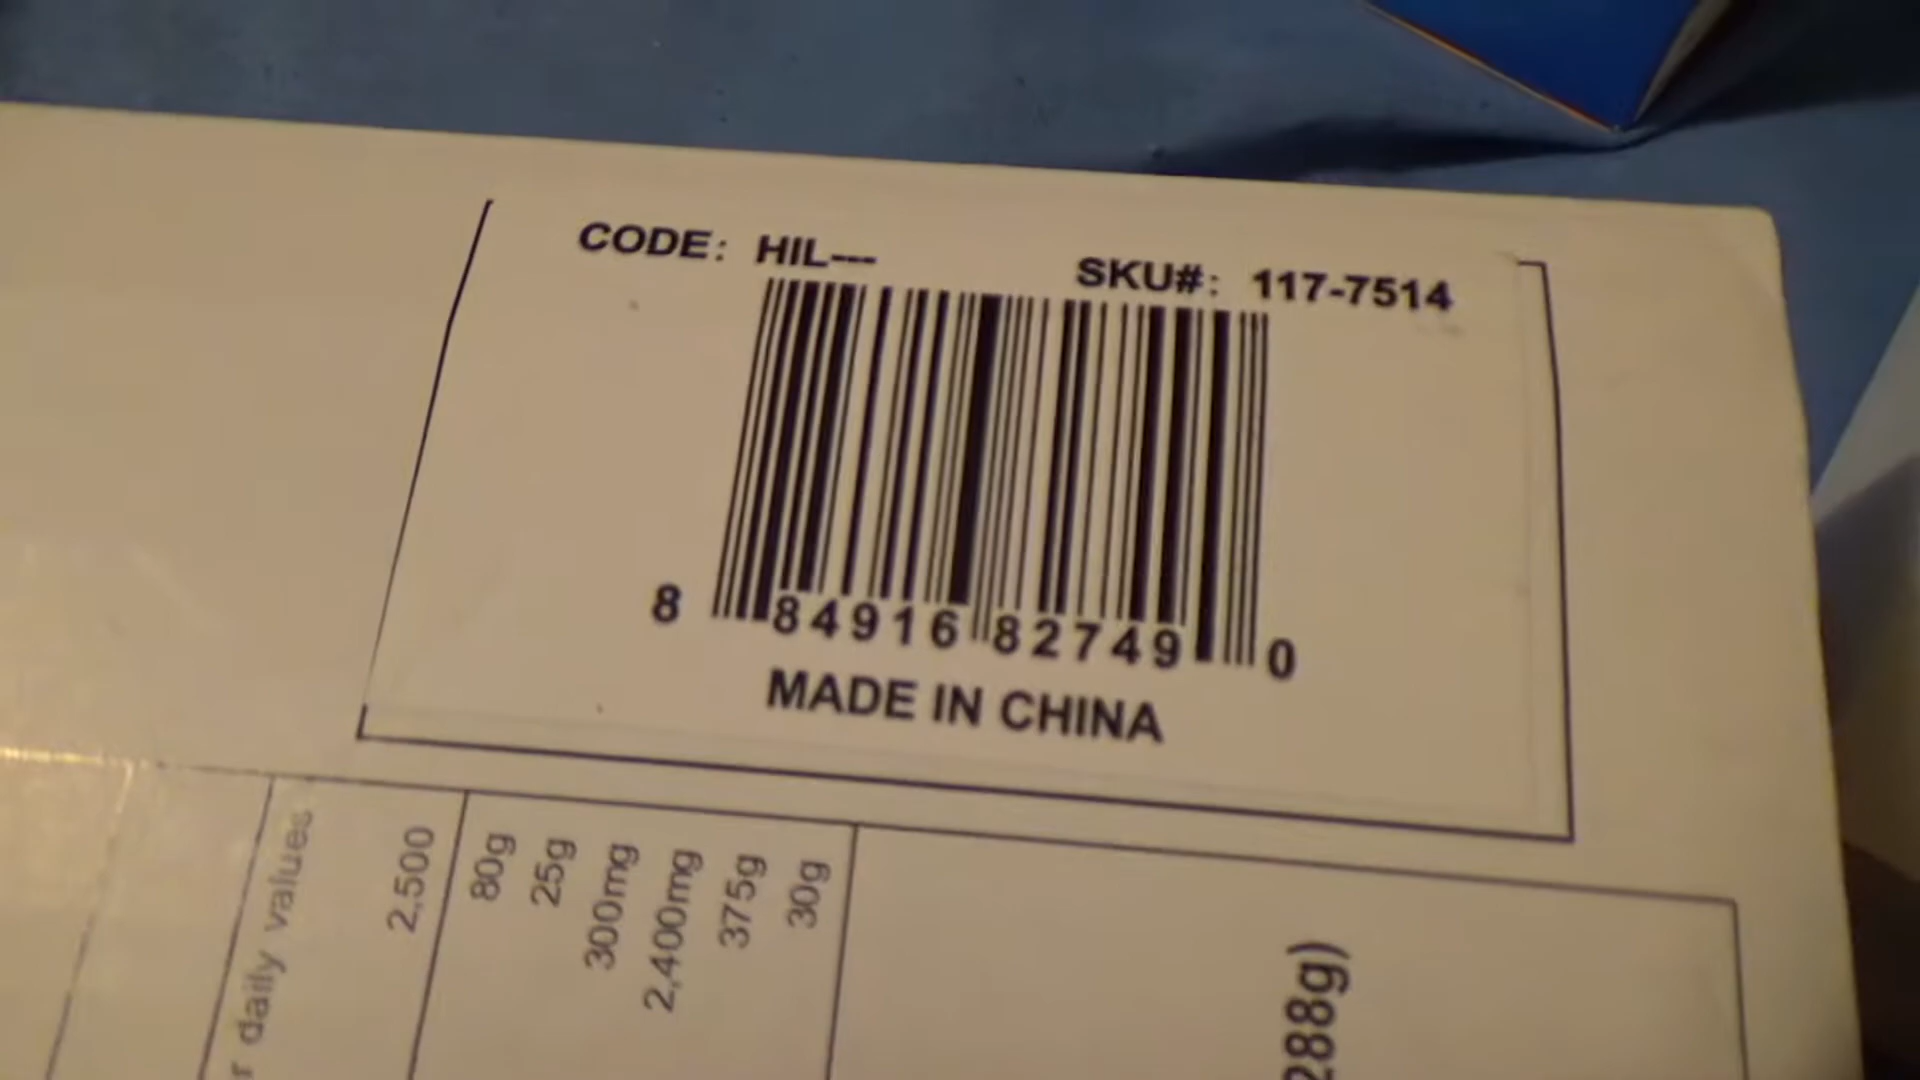 CODE: HIL--- SKU#: 117-7514
8 84916 82749 0
MADE IN CHINA
daily values
2,500
80g
25g
300mg
2,400mg
375g
30g
288g)